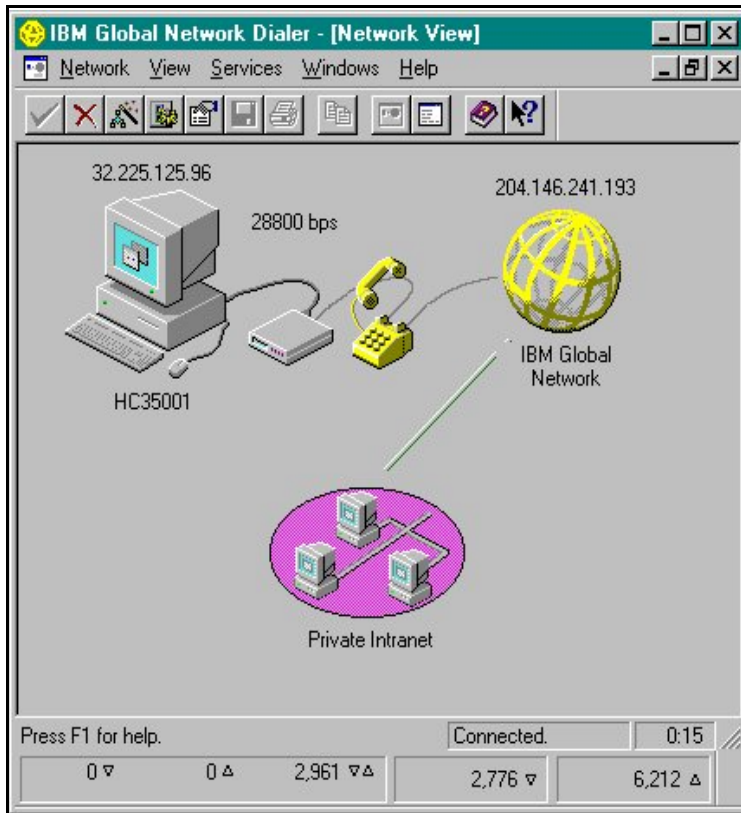 IBM Global Network Dialer - [Network View]
Network View Services Windows Help
32.225.125.96
204.146.241.193
28800 bps
IBM Global
Network
HC35001
Private Intranet
Press F1 for help. Connected. 0:15
0 ▽ 0 △ 2,961 ▽△ 2,776 ▽ 6,212 △